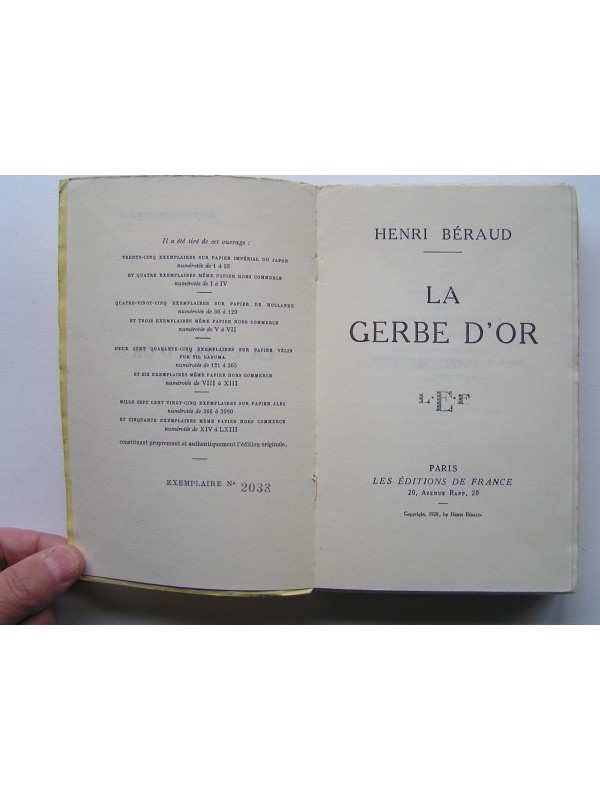 Il a été tiré de cet ouvrage :
TRENTE-CINQ EXEMPLAIRES SUR PAPIER IMPÉRIAL DU JAPON
numérotés de 1 à 35
ET QUATRE EXEMPLAIRES MÊME PAPIER HORS COMMERCE
numérotés de I à IV
QUATRE-VINGT-CINQ EXEMPLAIRES SUR PAPIER DE HOLLANDE
numérotés de 36 à 120
ET TROIS EXEMPLAIRES MÊME PAPIER HORS COMMERCE
numérotés de V à VII
DEUX CENT QUARANTE-CINQ EXEMPLAIRES SUR PAPIER VÉLIN
PUR FIL LAFUMA
numérotés de 121 à 365
ET SIX EXEMPLAIRES MÊME PAPIER HORS COMMERCE
numérotés de VIII à XIII
MILLE SEPT CENT VINGT-CINQ EXEMPLAIRES SUR PAPIER ALFA
numérotés de 366 à 2090
ET CINQUANTE EXEMPLAIRES MÊME PAPIER HORS COMMERCE
numérotés de XIV à LXIII
constituant proprement et authentiquement l'édition originale.
EXEMPLAIRE No 2033
HENRI BÉRAUD
LA
GERBE D'OR
L·E·F
PARIS
LES ÉDITIONS DE FRANCE
20, AVENUE RAPP, 20
Copyright, 1928, by HENRI BÉRAUD.